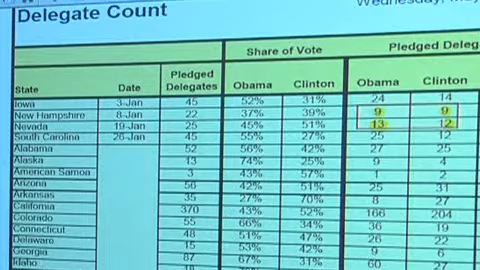 Delegate Count
Wednesday,
Share of Vote Pledged Deleg
State Date Pledged Delegates Obama Clinton Obama Clinton
Iowa 3-Jan 45 52% 31% 24 14
New Hampshire 8-Jan 22 37% 39% 9 9
Nevada 19-Jan 25 45% 51% 13 12
South Carolina 26-Jan 45 55% 27% 25 12
Alabama 52 56% 42% 27 25
Alaska 13 74% 25% 9 4
American Samoa 3 43% 57% 1 2
Arizona 56 42% 51% 25 31
Arkansas 35 27% 70% 8 27
California 370 43% 52% 166 204
Colorado 55 66% 34% 36 19
Connecticut 48 51% 47% 26 22
Delaware 15 53% 42% 9 6
Georgia 87 67% 31% 60 27
Idaho 18